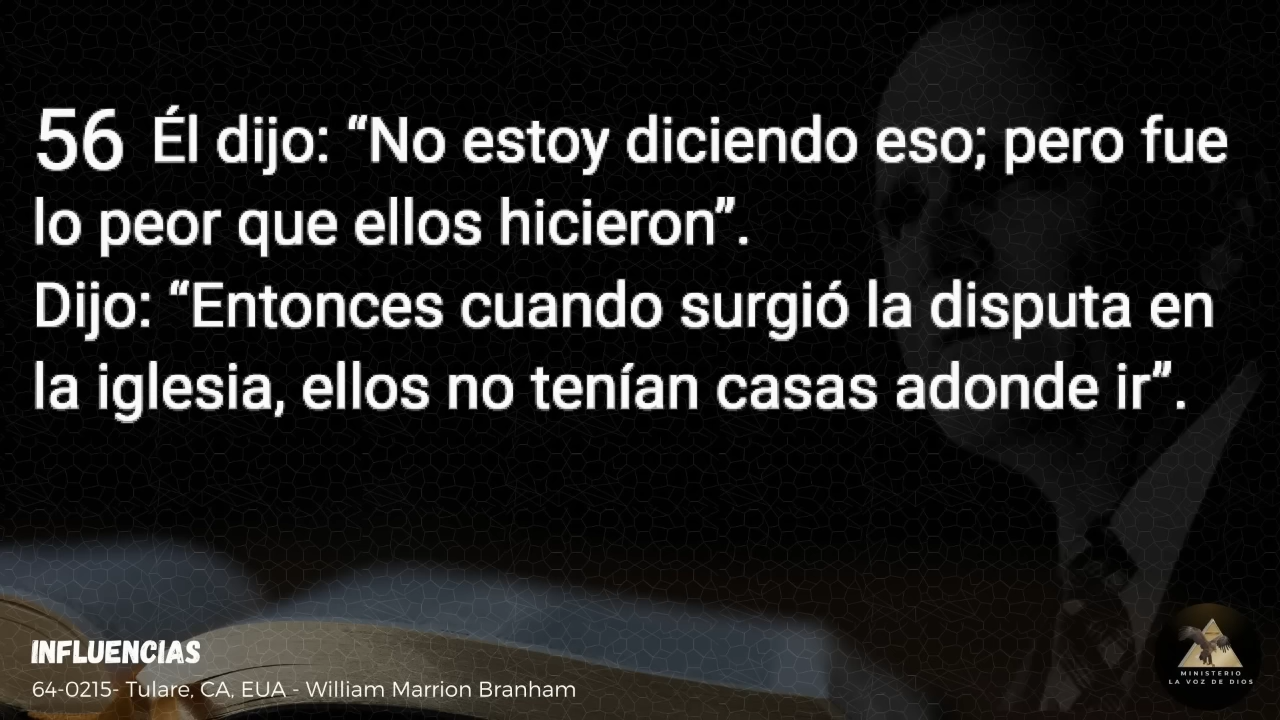 56 Él dijo: “No estoy diciendo eso; pero fue
lo peor que ellos hicieron”.
Dijo: “Entonces cuando surgió la disputa en
la iglesia, ellos no tenían casas adonde ir”.
INFLUENCIAS
64-0215- Tulare, CA, EUA - William Marrion Branham
MINISTERIO
LA VOZ DE DIOS